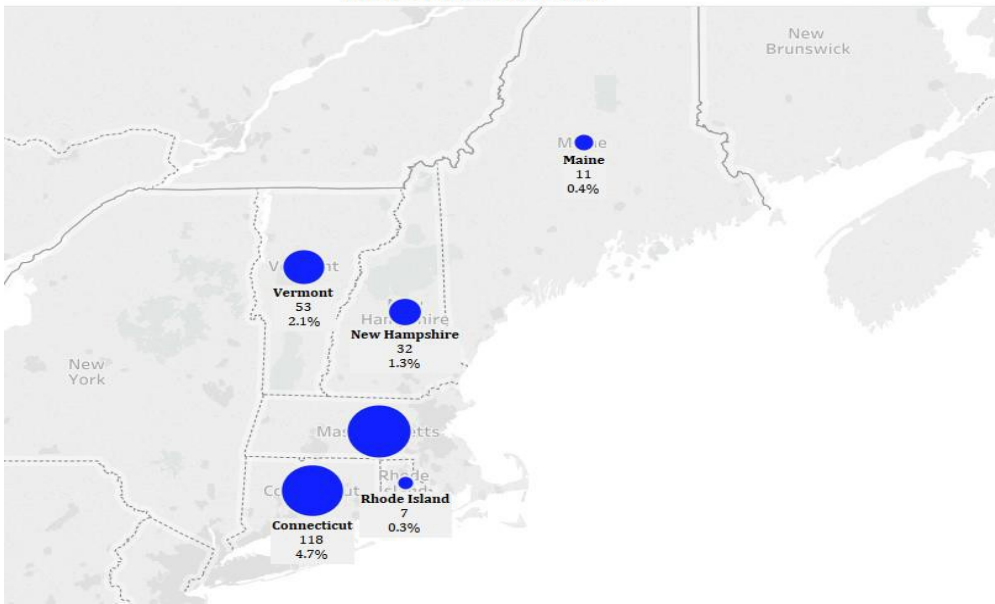 New
Brunswick
Maine
11
0.4%
Vermont
53
2.1%
New Hampshire
32
1.3%
New
York
Rhode
Rhode Island
7
0.3%
Connecticut
118
4.7%